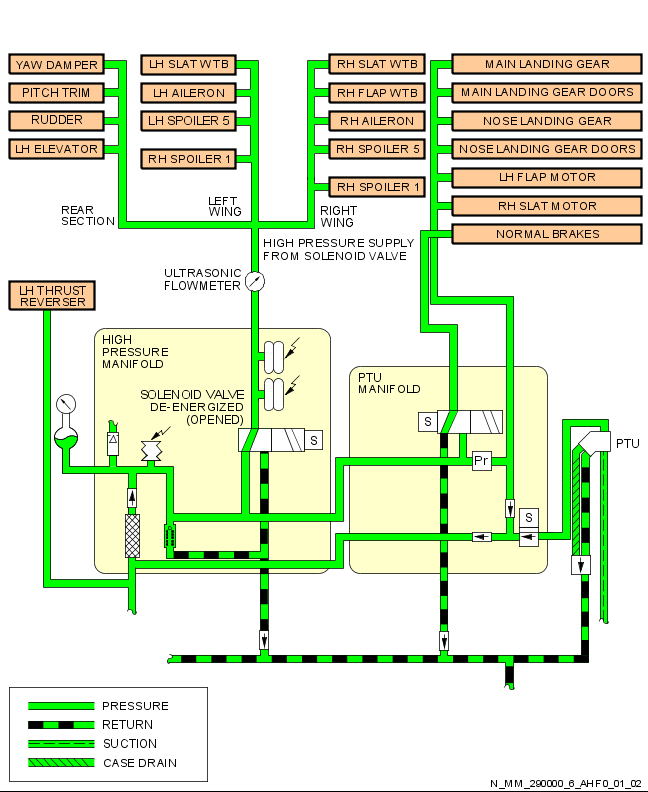 YAW DAMPER
PITCH TRIM
RUDDER
LH ELEVATOR
LH SLAT WTB
LH AILERON
LH SPOILER 5
RH SPOILER 1
RH SLAT WTB
RH FLAP WTB
RH AILERON
RH SPOILER 5
RH SPOILER 1
MAIN LANDING GEAR
MAIN LANDING GEAR DOORS
NOSE LANDING GEAR
NOSE LANDING GEAR DOORS
LH FLAP MOTOR
RH SLAT MOTOR
NORMAL BRAKES
REAR
SECTION
LEFT
WING
RIGHT
WING
HIGH PRESSURE SUPPLY
FROM SOLENOID VALVE
ULTRASONIC
FLOWMETER
LH THRUST
REVERSER
HIGH
PRESSURE
MANIFOLD
SOLENOID VALVE
DE-ENERGIZED
(OPENED)
S
PTU
MANIFOLD
S
Pr
S
PTU
PRESSURE
RETURN
SUCTION
CASE DRAIN
N_MM_290000_6_AHF0_01_02